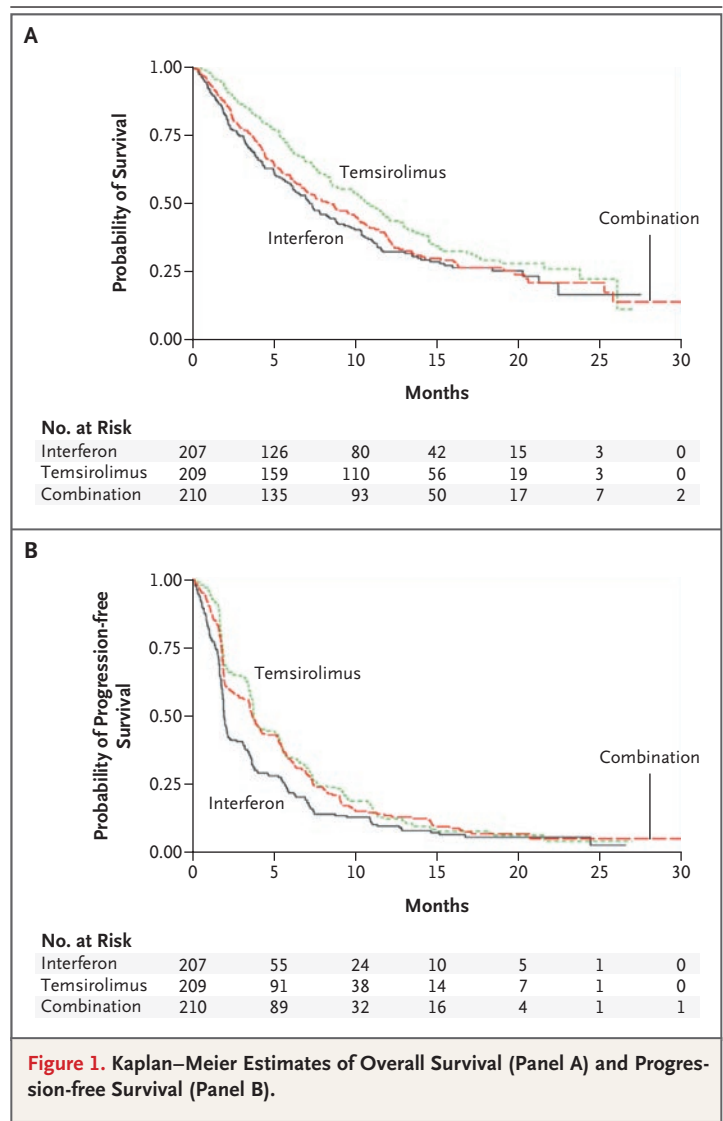 A
1.00
0.75
0.50
0.25
0.00
Probability of Survival
Temsirolimus
Interferon
Combination
0 5 10 15 20 25 30
Months
No. at Risk
Interferon 207 126 80 42 15 3 0
Temsirolimus 209 159 110 56 19 3 0
Combination 210 135 93 50 17 7 2
B
1.00
0.75
0.50
0.25
0.00
Probability of Progression-free
Survival
Temsirolimus
Interferon
Combination
0 5 10 15 20 25 30
Months
No. at Risk
Interferon 207 55 24 10 5 1 0
Temsirolimus 209 91 38 14 7 1 0
Combination 210 89 32 16 4 1 1
Figure 1. Kaplan–Meier Estimates of Overall Survival (Panel A) and Progres-
sion-free Survival (Panel B).